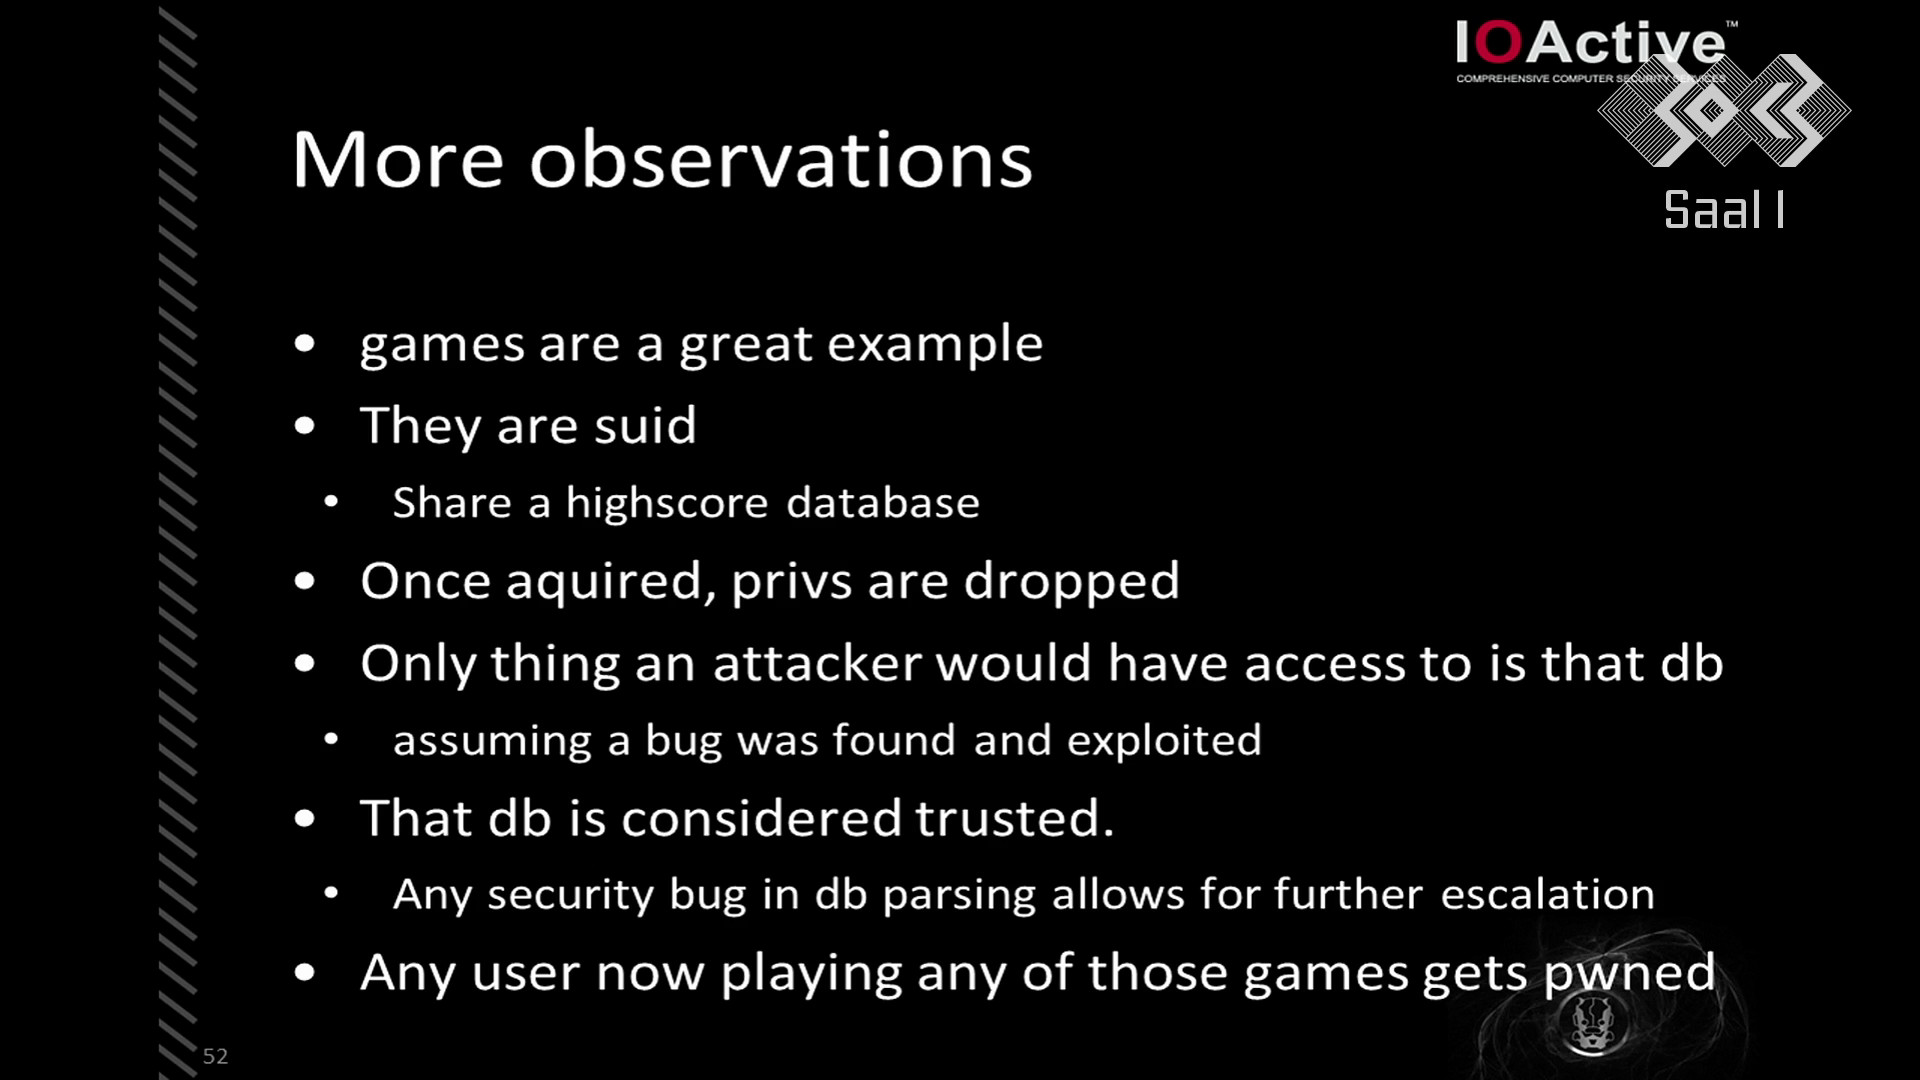 IOActive™
COMPREHENSIVE COMPUTER SECURITY SERVICES
Saal 1
More observations
• games are a great example
• They are suid
• Share a highscore database
• Once aquired, privs are dropped
• Only thing an attacker would have access to is that db
• assuming a bug was found and exploited
• That db is considered trusted.
• Any security bug in db parsing allows for further escalation
• Any user now playing any of those games gets pwned
52